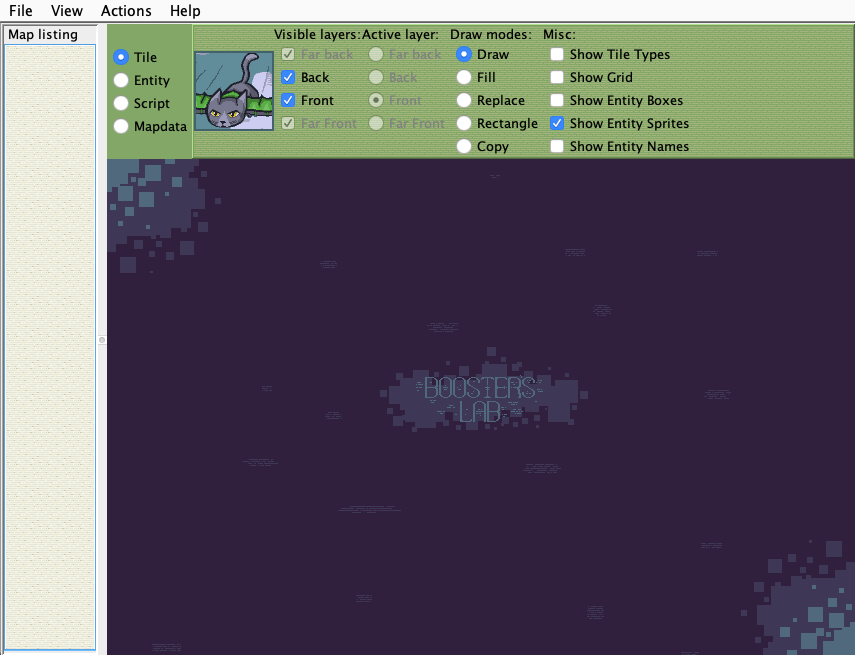 File View Actions Help
Map listing
Tile
Entity
Script
Mapdata
Visible layers: Active layer: Draw modes: Misc:
Far back Far back Draw Show Tile Types
Back Back Fill Show Grid
Front Front Replace Show Entity Boxes
Far Front Far Front Rectangle Show Entity Sprites
Copy Show Entity Names
BOOSTER'S
LAB